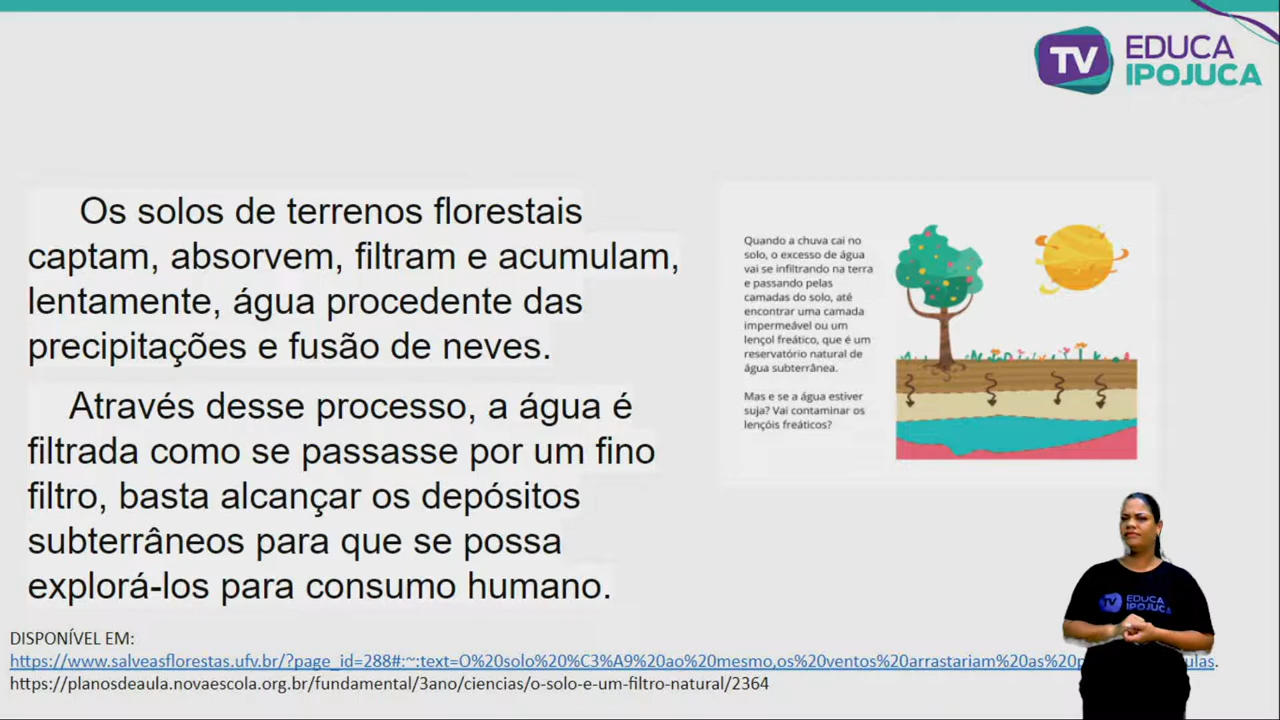 TV EDUCA
IPOJUCA
Os solos de terrenos florestais
captam, absorvem, filtram e acumulam,
lentamente, água procedente das
precipitações e fusão de neves.
Através desse processo, a água é
filtrada como se passasse por um fino
filtro, basta alcançar os depósitos
subterrâneos para que se possa
explorá-los para consumo humano.
Quando a chuva cai no
solo, o excesso de água
vai se infiltrando na terra
e passando pelas
camadas do solo, até
encontrar uma camada
impermeável ou um
lençol freático, que é um
reservatório natural de
água subterrânea.
Mas e se a água estiver
suja? Vai contaminar os
lençóis freáticos?
TV EDUCA
IPOJUCA
DISPONÍVEL EM:
https://www.salveasflorestas.ufv.br/?page_id=288#:~:text=O%20solo%20%C3%A9%20ao%20mesmo,os%20ventos%20arrastariam%20as%20p
https://planosdeaula.novaescola.org.br/fundamental/3ano/ciencias/o-solo-e-um-filtro-natural/2364